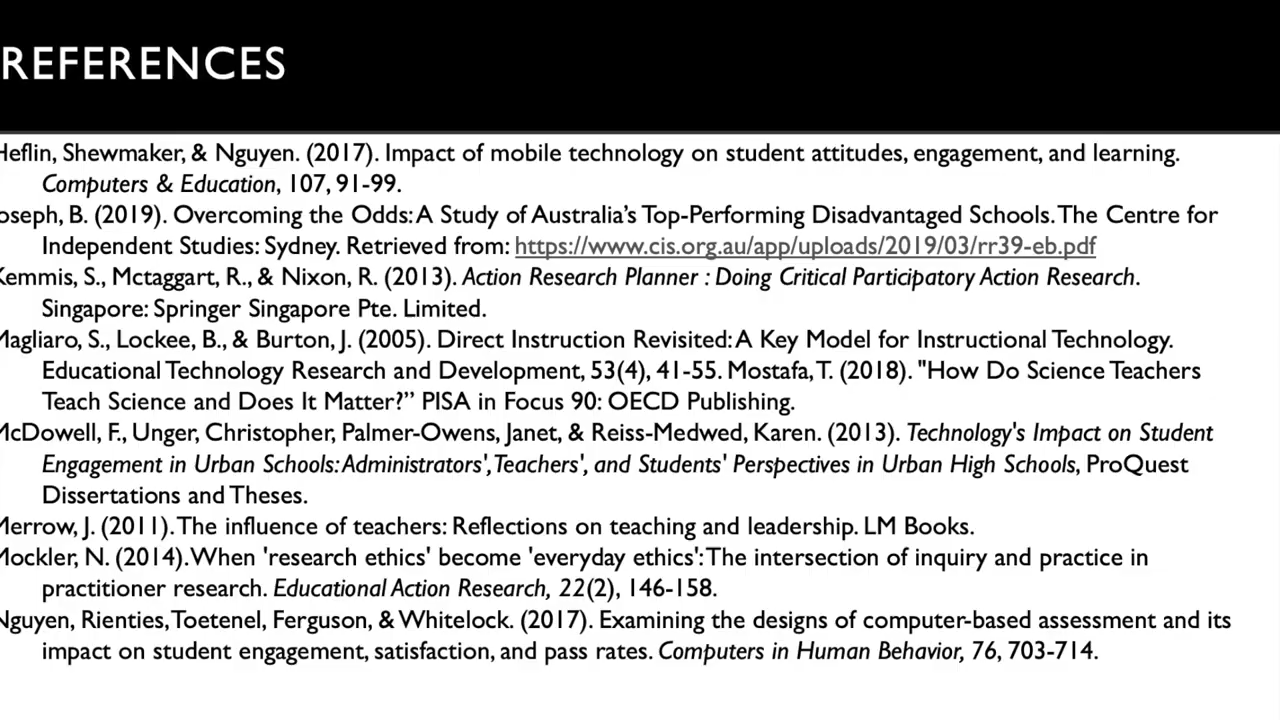 REFERENCES
Heflin, Shewmaker, & Nguyen. (2017). Impact of mobile technology on student attitudes, engagement, and learning.
Computers & Education, 107, 91-99.
oseph, B. (2019). Overcoming the Odds: A Study of Australia’s Top-Performing Disadvantaged Schools. The Centre for
Independent Studies: Sydney. Retrieved from: https://www.cis.org.au/app/uploads/2019/03/rr39-eb.pdf
Kemmis, S., Mctaggart, R., & Nixon, R. (2013). Action Research Planner : Doing Critical Participatory Action Research.
Singapore: Springer Singapore Pte. Limited.
Magliaro, S., Lockee, B., & Burton, J. (2005). Direct Instruction Revisited: A Key Model for Instructional Technology.
Educational Technology Research and Development, 53(4), 41-55. Mostafa, T. (2018). "How Do Science Teachers
Teach Science and Does It Matter?” PISA in Focus 90: OECD Publishing.
McDowell, F., Unger, Christopher, Palmer-Owens, Janet, & Reiss-Medwed, Karen. (2013). Technology's Impact on Student
Engagement in Urban Schools: Administrators', Teachers', and Students' Perspectives in Urban High Schools, ProQuest
Dissertations and Theses.
Merrow, J. (2011). The influence of teachers: Reflections on teaching and leadership. LM Books.
Mockler, N. (2014). When 'research ethics' become 'everyday ethics': The intersection of inquiry and practice in
practitioner research. Educational Action Research, 22(2), 146-158.
Nguyen, Rienties, Toetenel, Ferguson, & Whitelock. (2017). Examining the designs of computer-based assessment and its
impact on student engagement, satisfaction, and pass rates. Computers in Human Behavior, 76, 703-714.